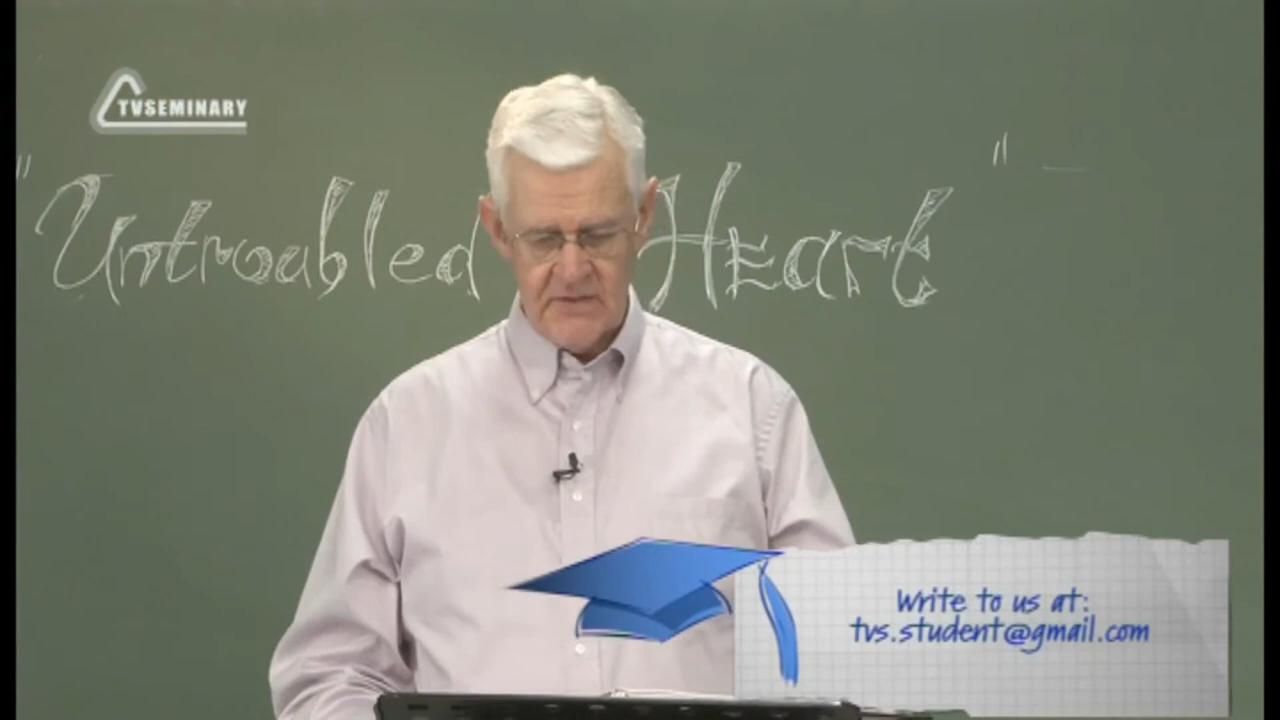 TVSEMINARY
"Untroubled Heart"
Write to us at:
tvs.student@gmail.com